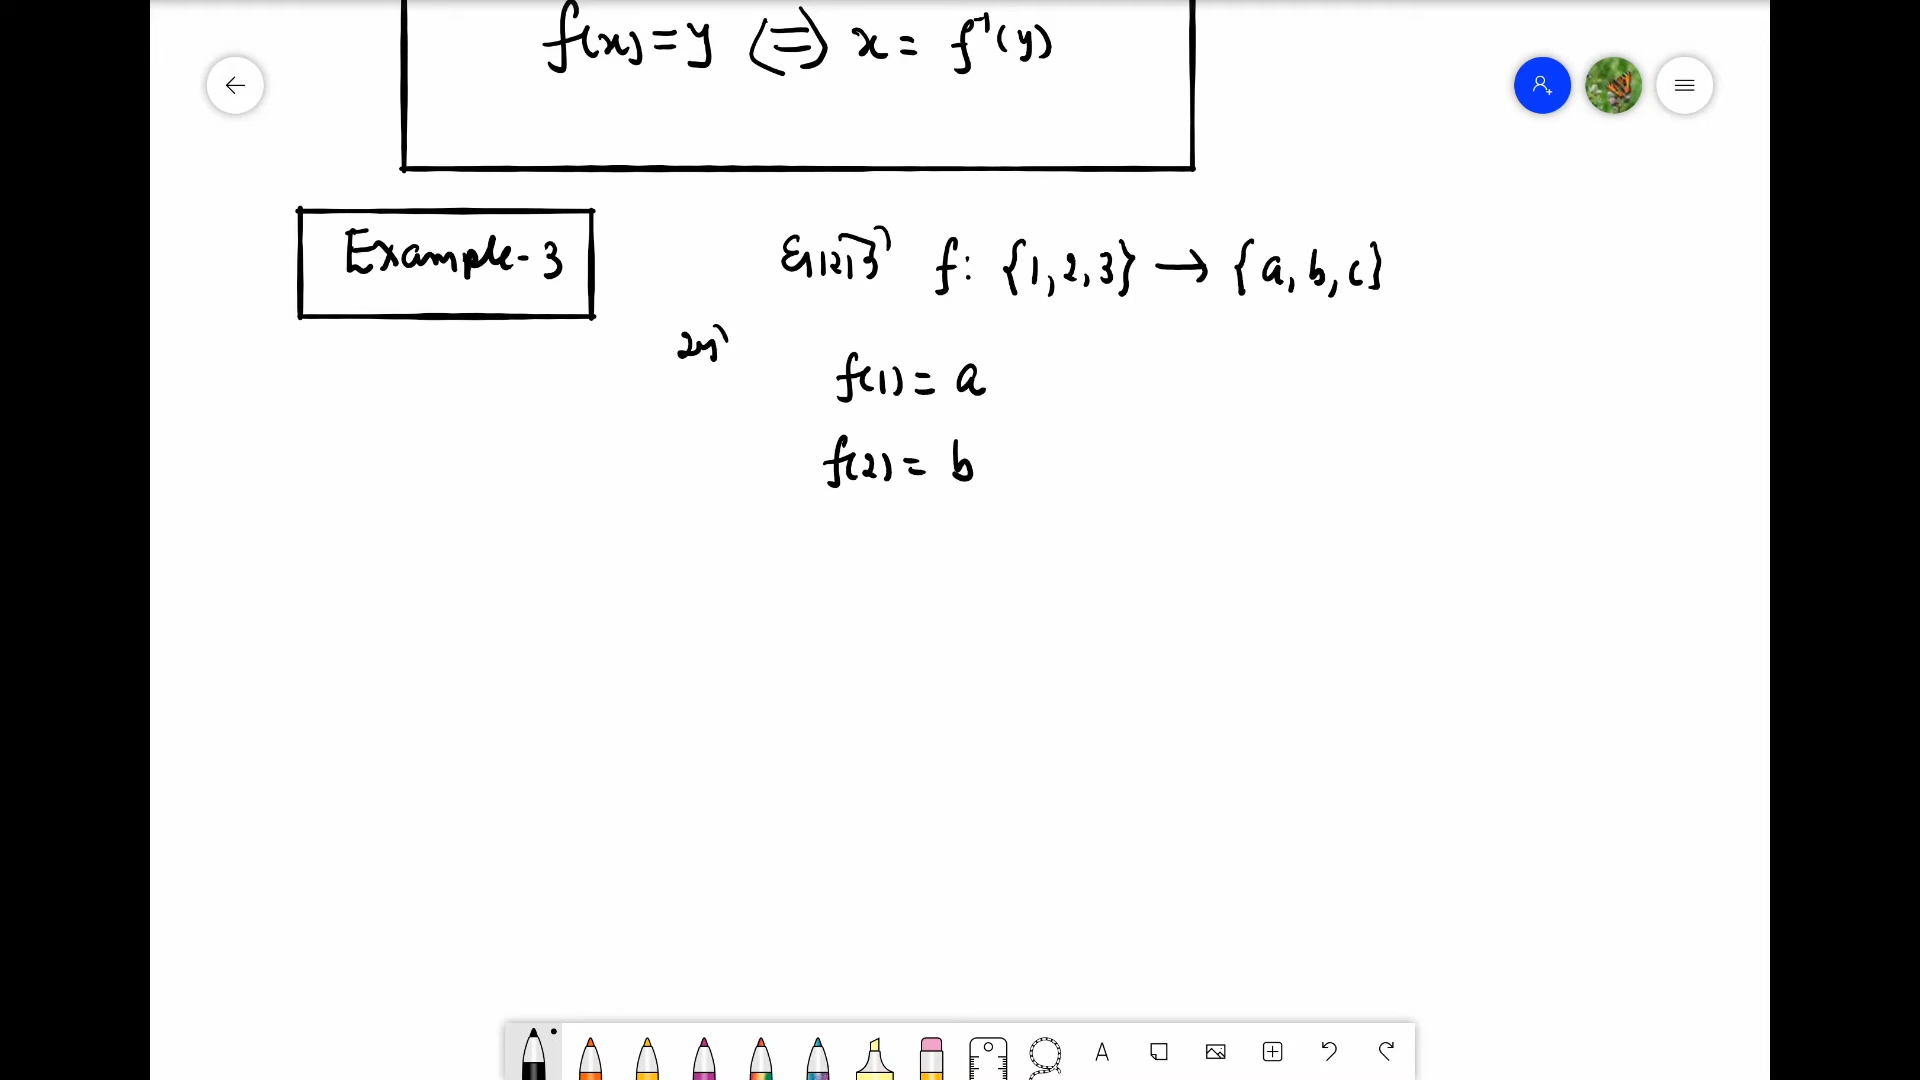 f(x) = y ⟺ x = f⁻¹(y)
Example-3
f: {1, 2, 3} → {a, b, c}
f(1) = a
f(2) = b